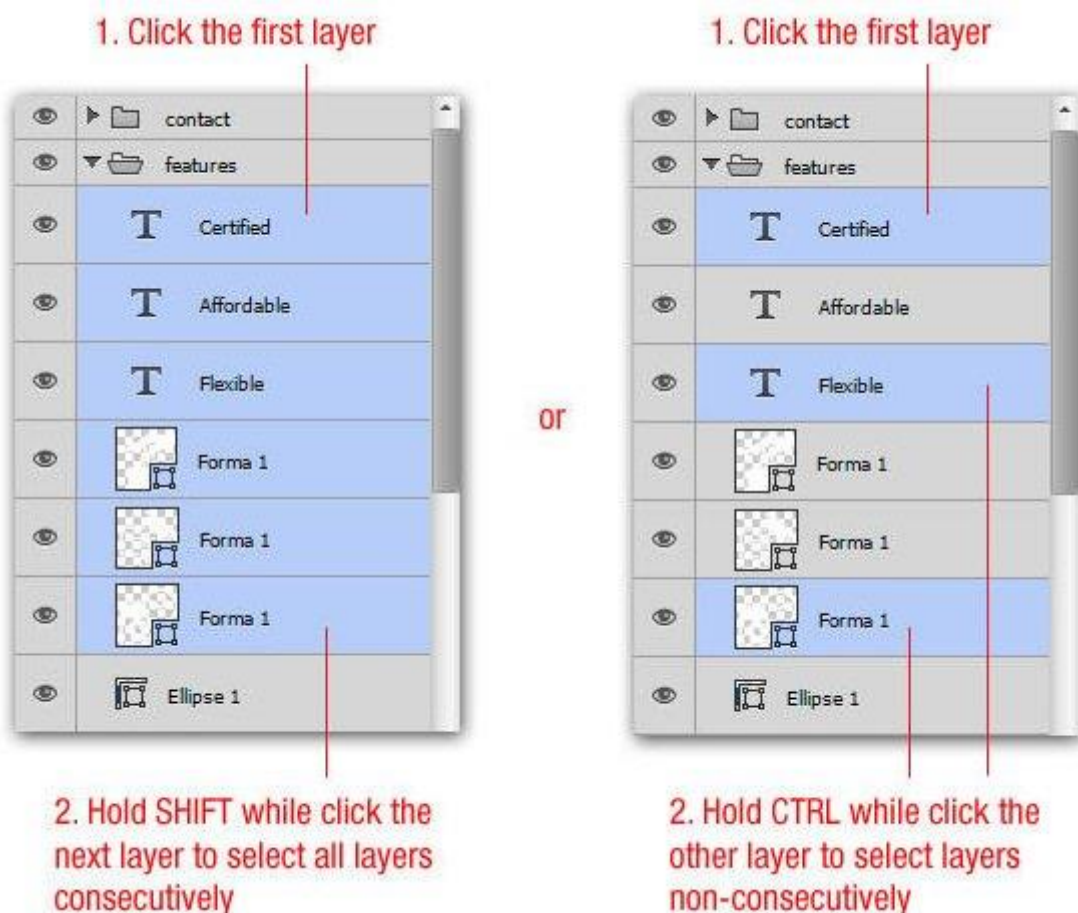 1. Click the first layer
contact
features
T Certified
T Affordable
T Flexible
Forma 1
Forma 1
Forma 1
Ellipse 1
2. Hold SHIFT while click the
next layer to select all layers
consecutively
or
1. Click the first layer
contact
features
T Certified
T Affordable
T Flexible
Forma 1
Forma 1
Forma 1
Ellipse 1
2. Hold CTRL while click the
other layer to select layers
non-consecutively